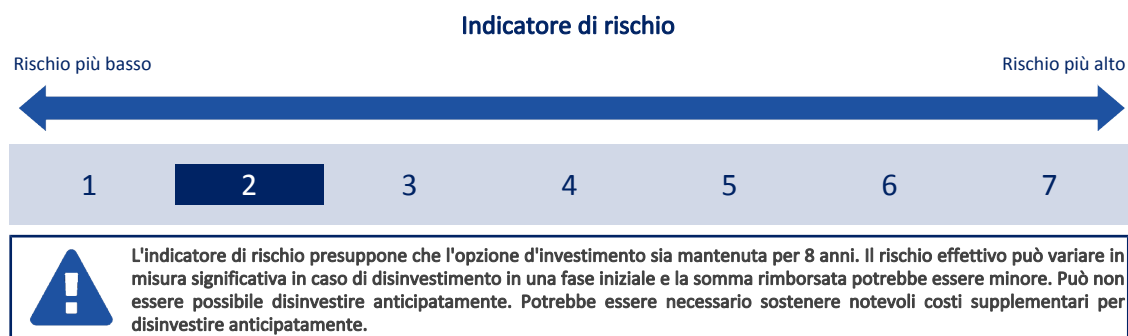 Indicatore di rischio
Rischio più basso
Rischio più alto
1 2 3 4 5 6 7
L'indicatore di rischio presuppone che l'opzione d'investimento sia mantenuta per 8 anni. Il rischio effettivo può variare in
misura significativa in caso di disinvestimento in una fase iniziale e la somma rimborsata potrebbe essere minore. Può non
essere possibile disinvestire anticipatamente. Potrebbe essere necessario sostenere notevoli costi supplementari per
disinvestire anticipatamente.